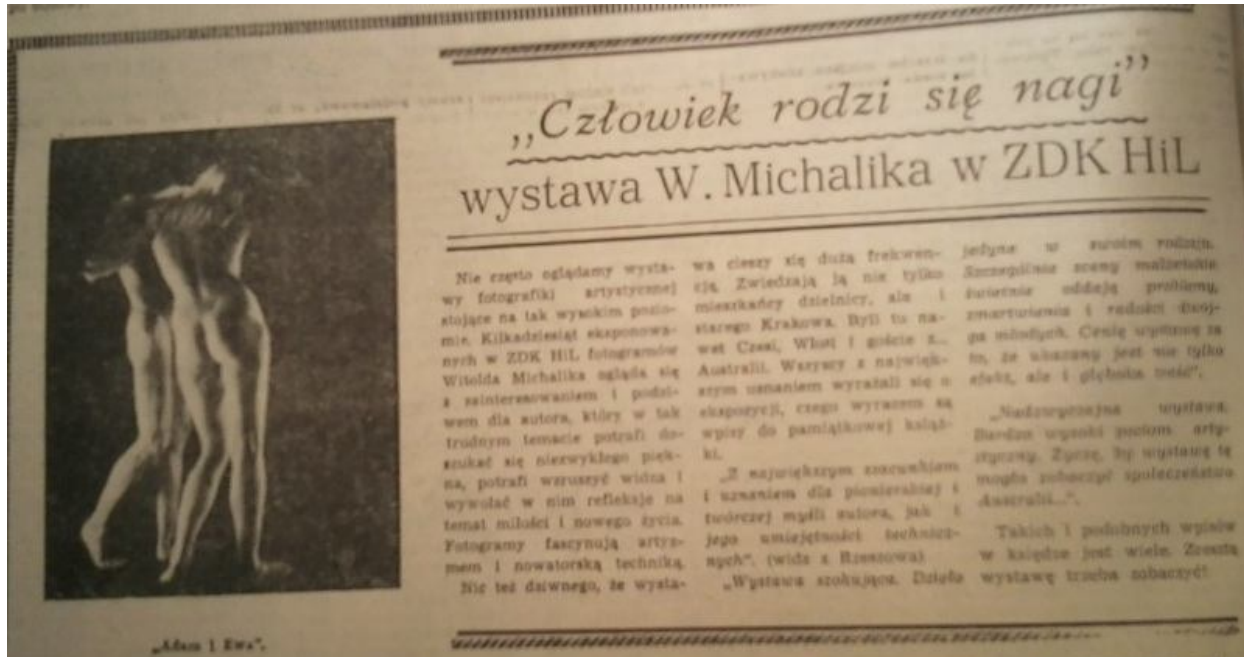 „Człowiek rodzi się nagi”
wystawa W. Michalika w ZDK HiL
Nie często oglądamy wysta-
wy fotografiki artystycznej
stojące na tak wysokim pozio-
mie. Kilkadziesiąt eksponowa-
nych w ZDK HiL fotogramów
Witolda Michalika ogląda się
z zainteresowaniem i podzi-
wem dla autora, który w tak
trudnym temacie potrafi do-
szukać się niezwykłego pięk-
na, potrafi wzruszyć widza i
wywołać w nim refleksje na
temat miłości i nowego życia.
Fotogramy fascynują artyz-
mem i nowatorską techniką.
Nic też dziwnego, że wysta-
wa cieszy się dużą frekwen-
cją. Zwiedzają ją nie tylko
mieszkańcy dzielnicy, ale i
starego Krakowa. Byli tu na-
wet Czesi, Włosi i goście z...
Australii. Wszyscy z najwięk-
szym uznaniem wyrażali się o
ekspozycji, czego wyrazem są
wpisy do pamiątkowej książ-
ki.
„Z największym szacunkiem
i uznaniem dla pionierskiej i
twórczej myśli autora, jak i
jego umiejętności technicz-
nych”. (widz z Rzeszowa)
„Wystawa szokująca. Dzieła
jedyne w swoim rodzaju.
Szczególnie sceny małżeńskie
świetnie oddają problemy,
zmartwienia i radości dwoj-
ga młodych. Cenię za
to, że ukazany jest nie tylko
efekt, ale i głęboka treść”.
„Nadzwyczajna wystawa.
Bardzo wysoki poziom arty-
styczny. Życzę, by wystawę tę
mogło zobaczyć społeczeństwo
Australii...”.
Takich i podobnych wpisów
w księdze jest wiele. Zresztą
wystawę trzeba zobaczyć!
„Adam i Ewa”.